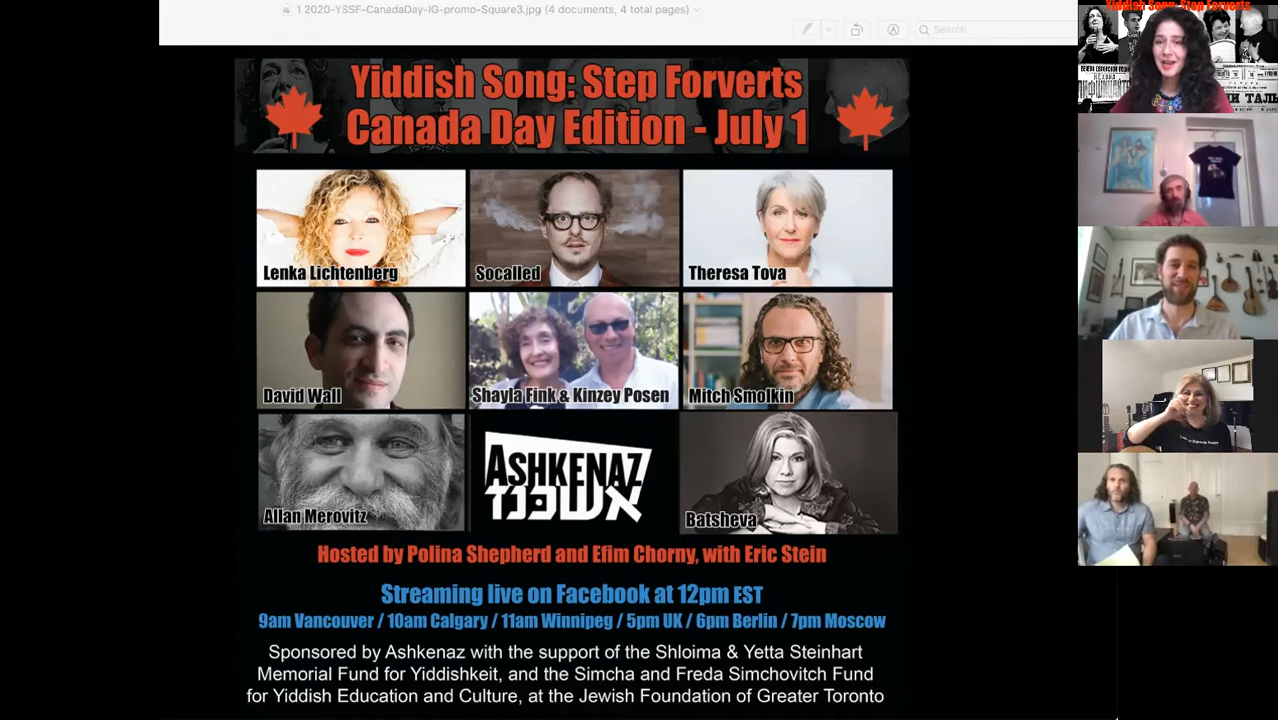 1 2020-YSSF-CanadaDay-IG-promo-Square3.jpg (4 documents, 4 total pages)
Search
Yiddish Song: Step Forverts
Yiddish Song: Step Forverts
Canada Day Edition - July 1
Lenka Lichtenberg
Socalled
Theresa Tova
David Wall
Shayla Fink & Kinzey Posen
Mitch Smolkin
Allan Merovitz
ASHKENAZ
אשכנז
Batsheva
Hosted by Polina Shepherd and Efim Chorny, with Eric Stein
Streaming live on Facebook at 12pm EST
9am Vancouver / 10am Calgary / 11am Winnipeg / 5pm UK / 6pm Berlin / 7pm Moscow
Sponsored by Ashkenaz with the support of the Shloima & Yetta Steinhart
Memorial Fund for Yiddishkeit, and the Simcha and Freda Simchovitch Fund
for Yiddish Education and Culture, at the Jewish Foundation of Greater Toronto